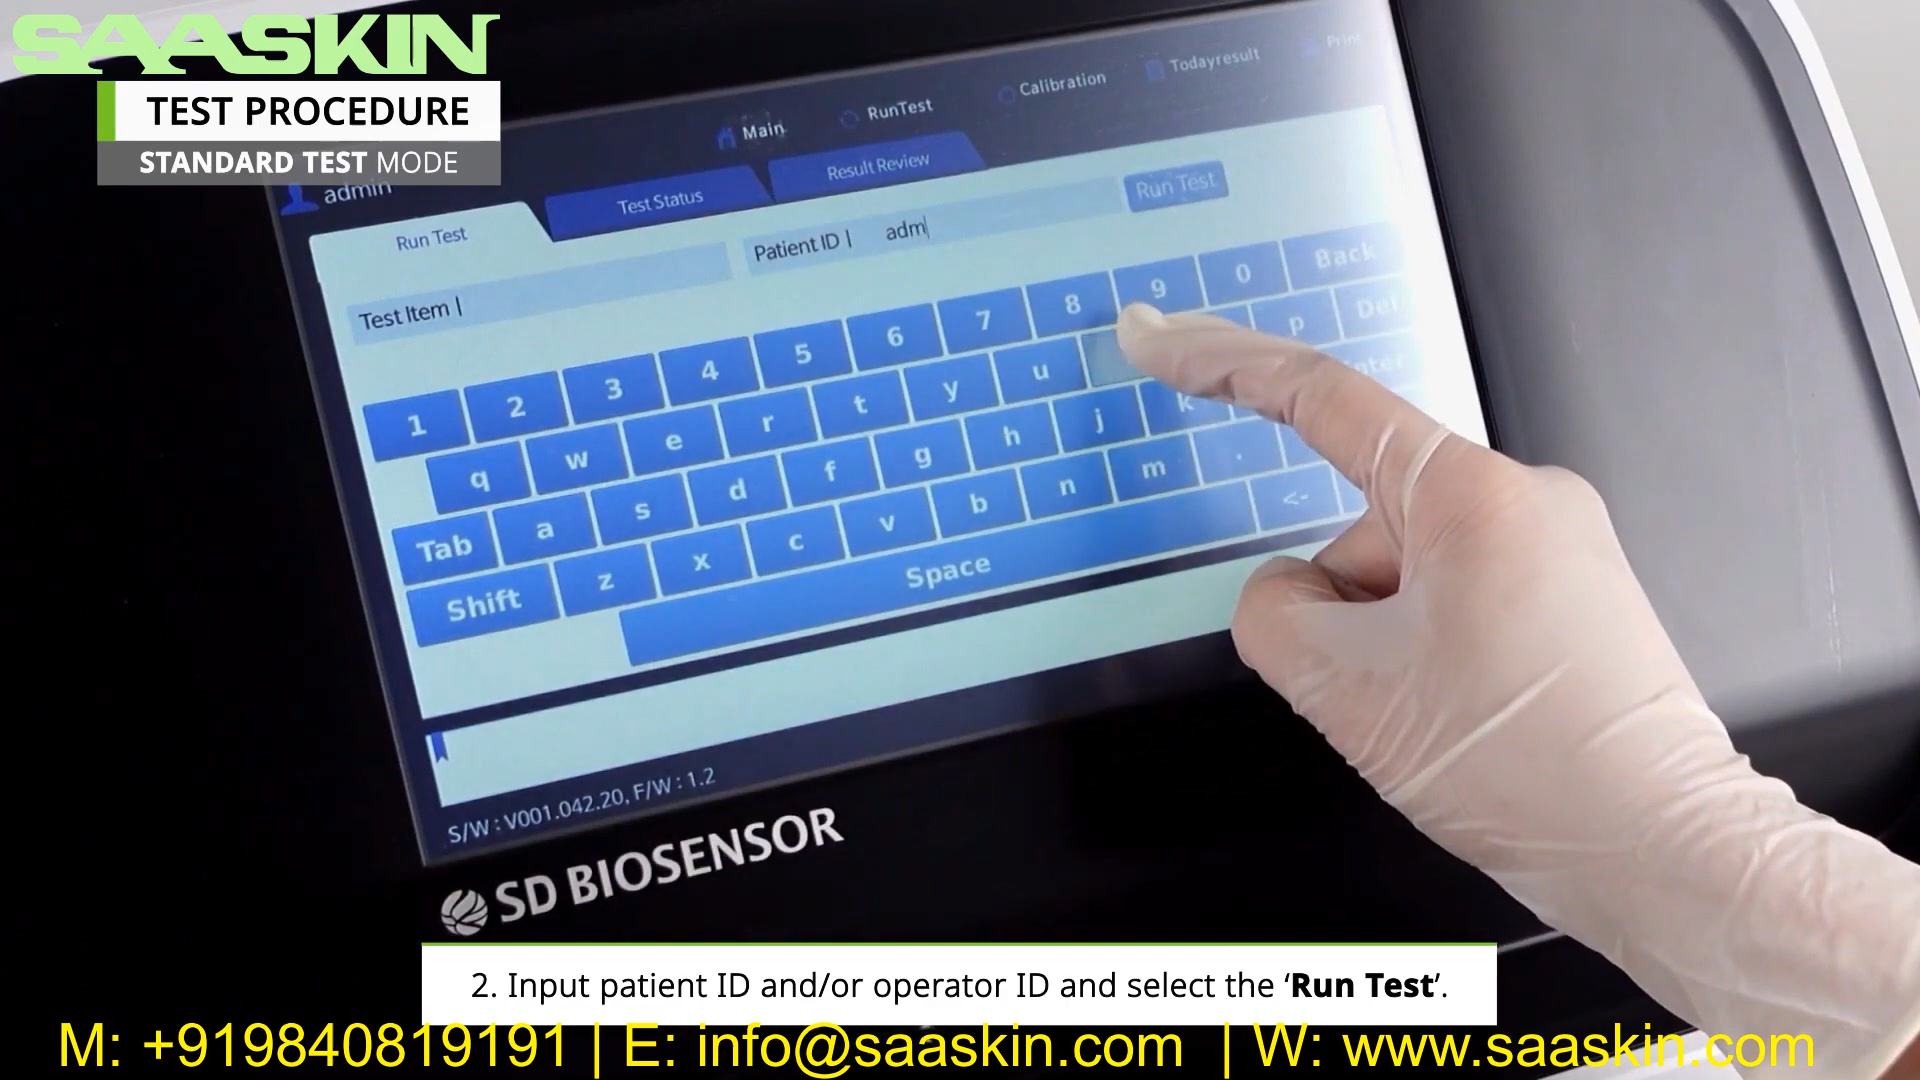 SAASKIN
TEST PROCEDURE
STANDARD TEST MODE
Main RunTest Calibration Todayresult Print
admin
Run Test Test Status Result Review
Patient ID | adm Run Test
Test Item |
1 2 3 4 5 6 7 8 9 0 Back
q w e r t y u p Del
Tab a s d f g h j k
Shift z x c v b n m . <-
Space
S/W : V001.042.20, F/W : 1.2
SD BIOSENSOR
2. Input patient ID and/or operator ID and select the ‘Run Test’.
M: +919840819191 | E: info@saaskin.com | W: www.saaskin.com